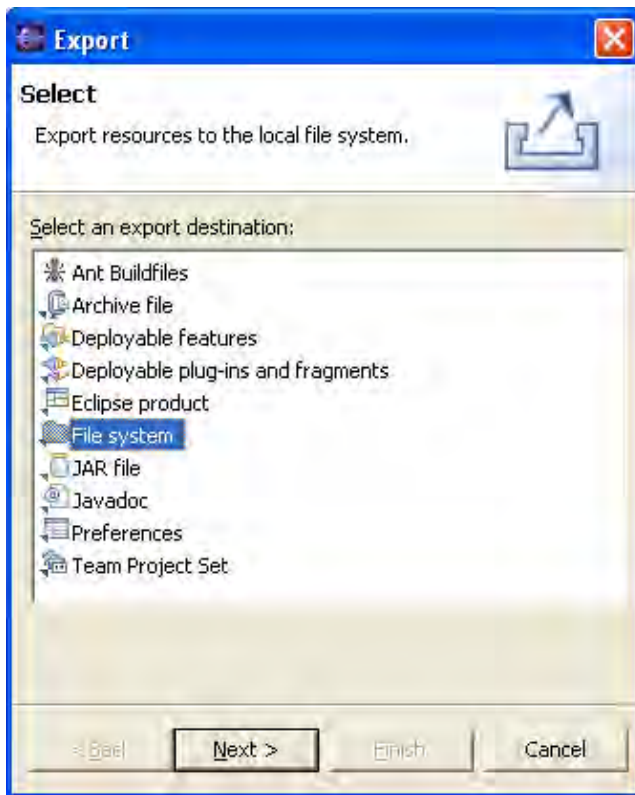 Export
Select
Export resources to the local file system.
Select an export destination:
Ant Buildfiles
Archive file
Deployable features
Deployable plug-ins and fragments
Eclipse product
File system
JAR file
Javadoc
Preferences
Team Project Set
< Back Next > Finish Cancel